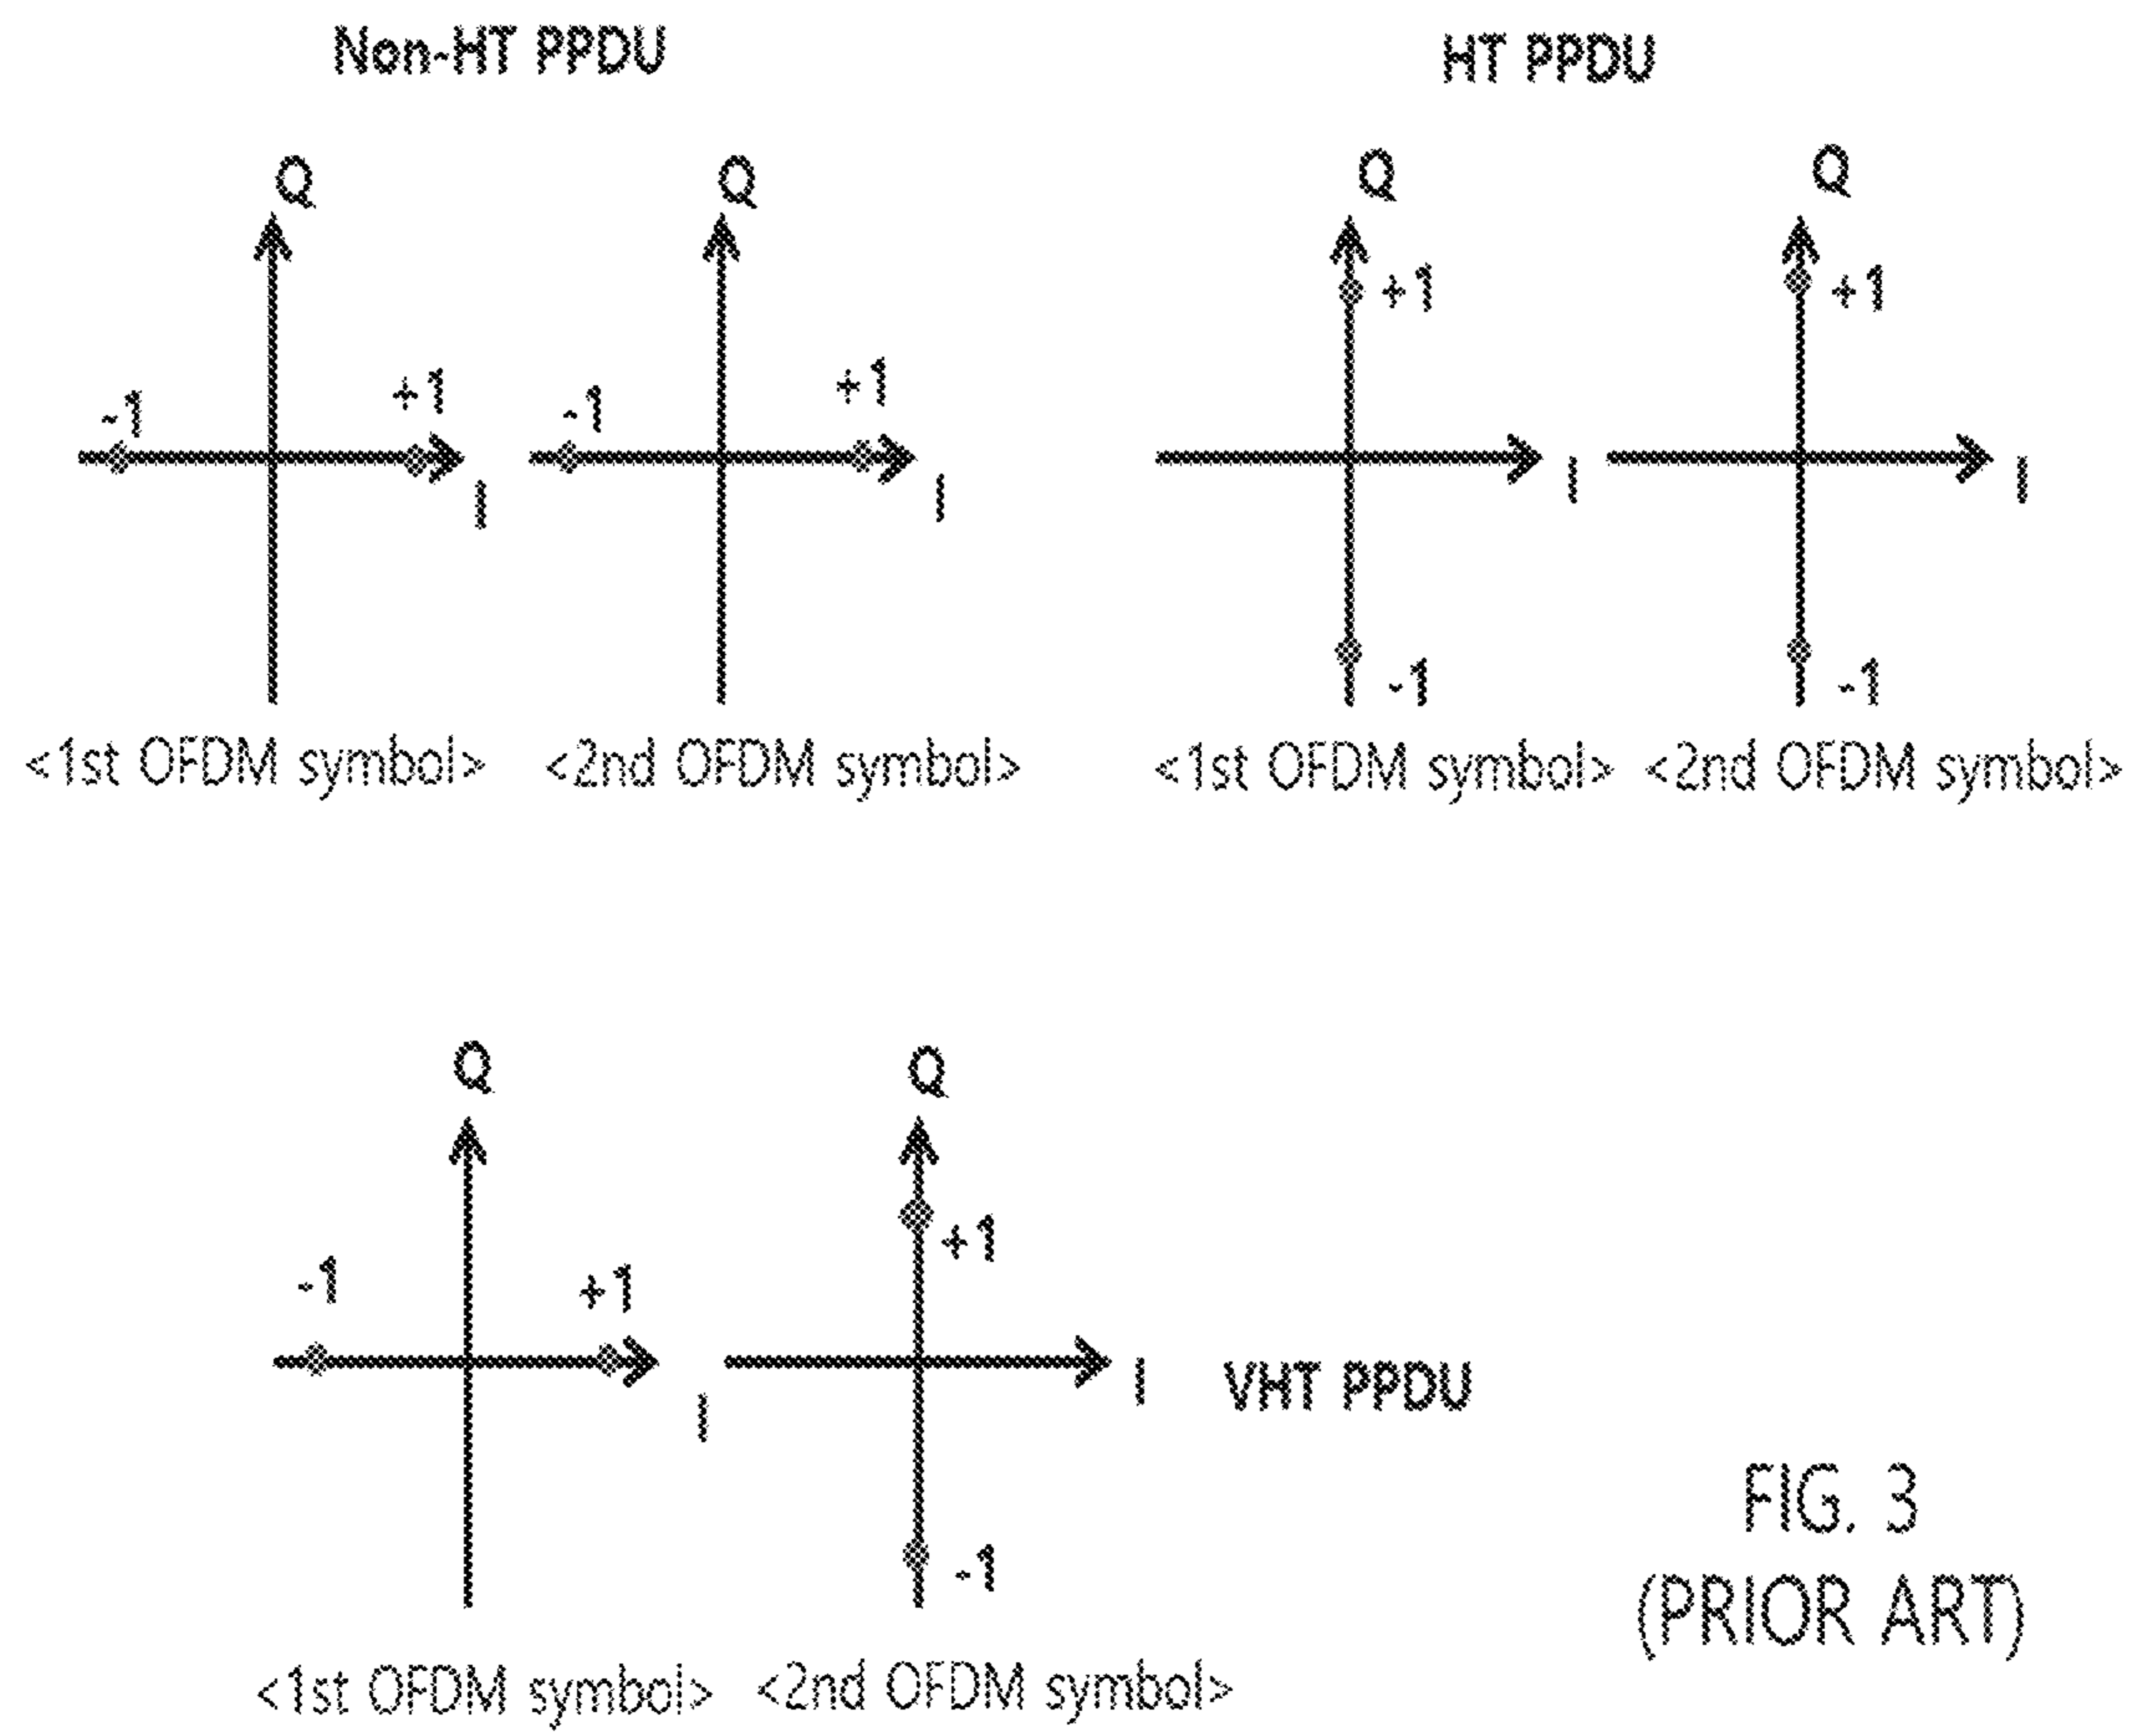 Non-HT PPDU
HT PPDU
Q
Q
Q
Q
+1
+1
-1
+1
-1
+1
I
I
I
I
-1
-1
<1st OFDM symbol>
<2nd OFDM symbol>
<1st OFDM symbol>
<2nd OFDM symbol>
Q
Q
-1
+1
+1
I
I
VHT PPDU
-1
<1st OFDM symbol>
<2nd OFDM symbol>
FIG. 3
(PRIOR ART)